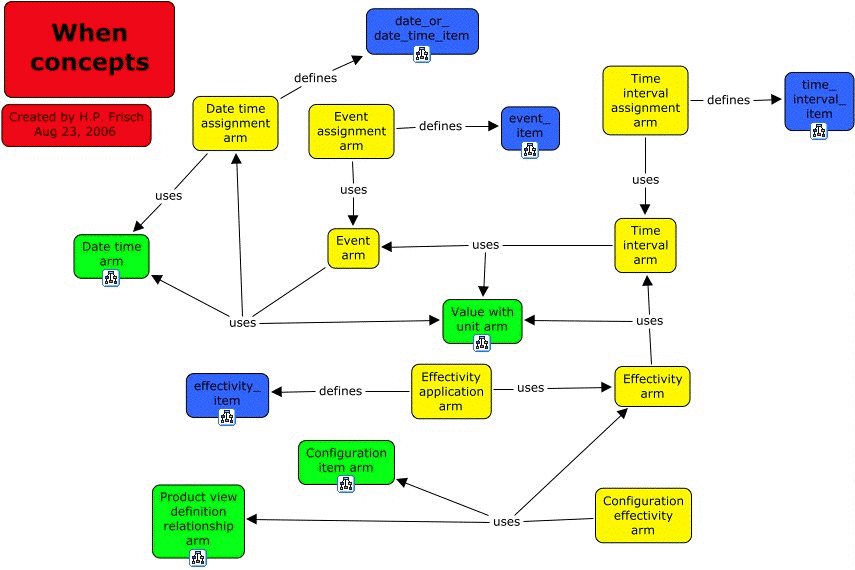 When
concepts
Created by H.P. Frisch
Aug 23, 2006
date_or_
date_time_item
defines
Date time
assignment
arm
Event
assignment
arm
defines
event_
item
Time
interval
assignment
arm
defines
time_
interval_
item
uses
uses
uses
Date time
arm
Event
arm
uses
Time
interval
arm
uses
Value with
unit arm
uses
effectivity_
item
defines
Effectivity
application
arm
uses
Effectivity
arm
Configuration
item arm
Product view
definition
relationship
arm
uses
Configuration
effectivity
arm